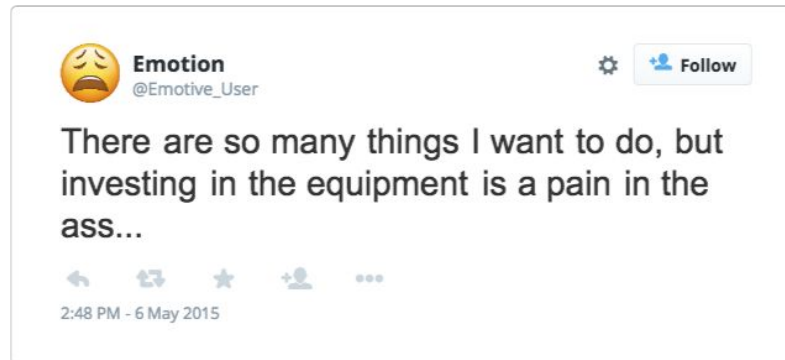 Emotion
@Emotive_User
Follow
There are so many things I want to do, but
investing in the equipment is a pain in the
ass...
2:48 PM - 6 May 2015